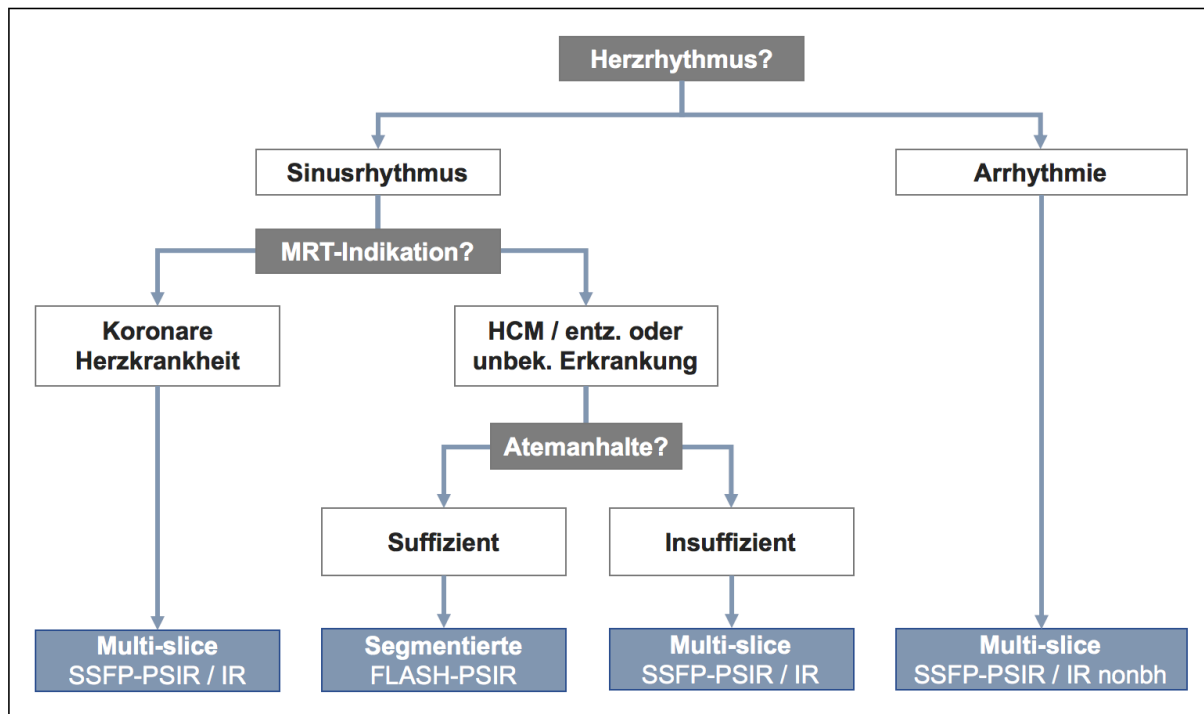 Herzrhythmus?
Sinusrhythmus
Arrhythmie
MRT-Indikation?
Koronare
Herzkrankheit
HCM / entz. oder
unbek. Erkrankung
Atemanhalte?
Suffizient
Insuffizient
Multi-slice
SSFP-PSIR / IR
Segmentierte
FLASH-PSIR
Multi-slice
SSFP-PSIR / IR
Multi-slice
SSFP-PSIR / IR nonbh